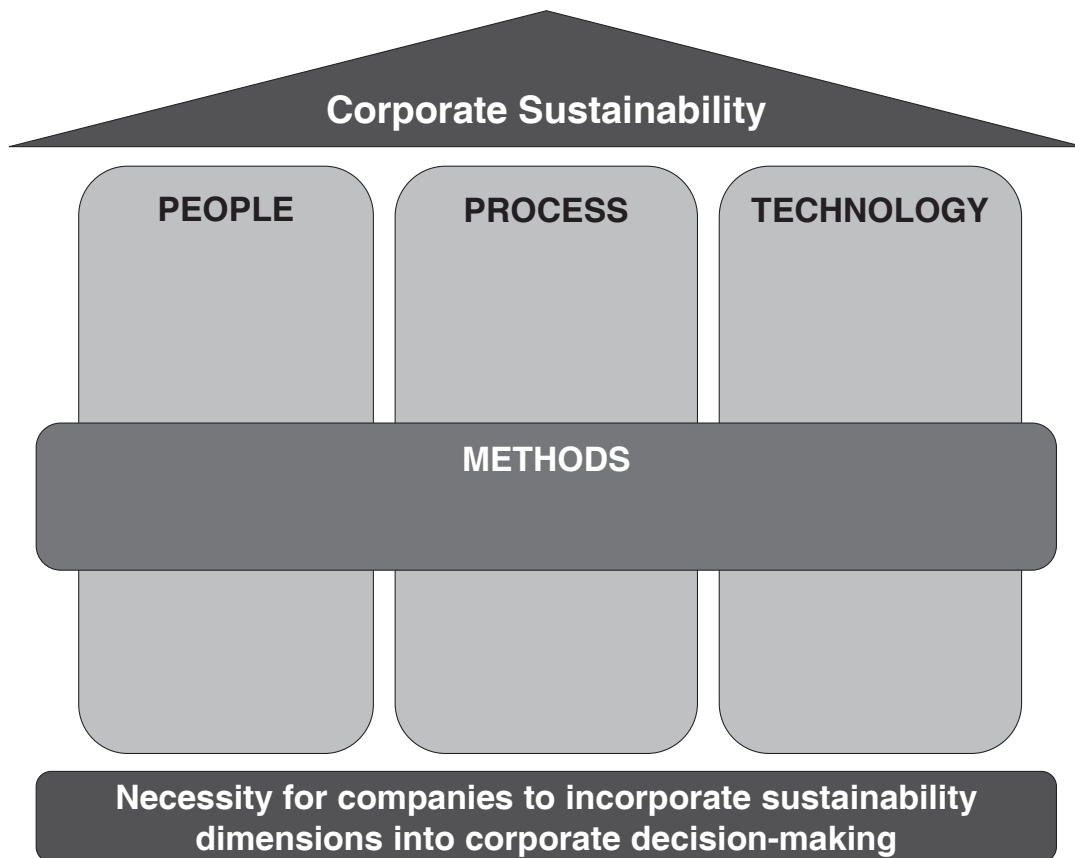 Corporate Sustainability
PEOPLE
PROCESS
TECHNOLOGY
METHODS
Necessity for companies to incorporate sustainability
dimensions into corporate decision-making